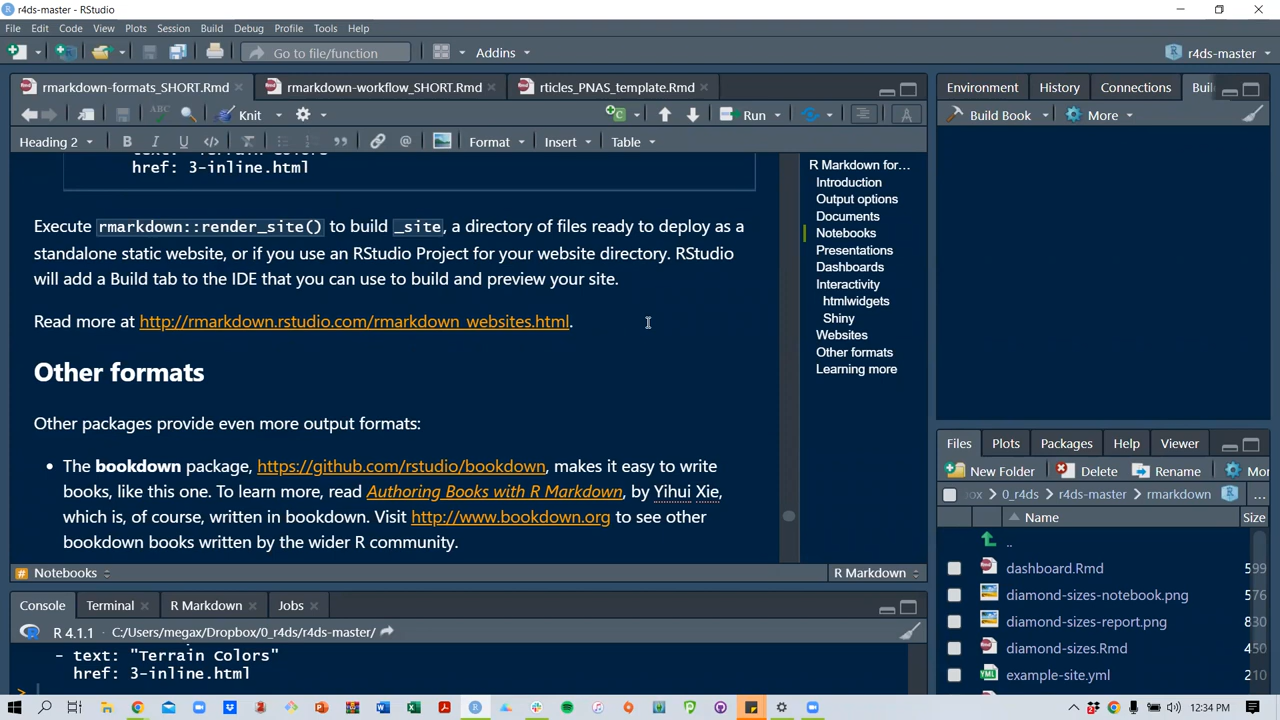 r4ds-master - RStudio
File Edit Code View Plots Session Build Debug Profile Tools Help
Go to file/function
Addins
r4ds-master
rmarkdown-formats_SHORT.Rmd
rmarkdown-workflow_SHORT.Rmd
rticles_PNAS_template.Rmd
Knit
Run
Heading 2
B I U
Format
Insert
Table
href: 3-inline.html
Execute rmarkdown::render_site() to build _site, a directory of files ready to deploy as a
standalone static website, or if you use an RStudio Project for your website directory. RStudio
will add a Build tab to the IDE that you can use to build and preview your site.
Read more at http://rmarkdown.rstudio.com/rmarkdown_websites.html.
Other formats
Other packages provide even more output formats:
• The bookdown package, https://github.com/rstudio/bookdown, makes it easy to write
books, like this one. To learn more, read Authoring Books with R Markdown, by Yihui Xie,
which is, of course, written in bookdown. Visit http://www.bookdown.org to see other
bookdown books written by the wider R community.
R Markdown for...
Introduction
Output options
Documents
Notebooks
Presentations
Dashboards
Interactivity
htmlwidgets
Shiny
Websites
Other formats
Learning more
# Notebooks
R Markdown
Console Terminal R Markdown Jobs
R 4.1.1 C:/Users/megax/Dropbox/0_r4ds/r4ds-master/
- text: "Terrain Colors"
href: 3-inline.html
>
Environment History Connections
Build Book
More
Files Plots Packages Help Viewer
New Folder Delete Rename
0_r4ds r4ds-master rmarkdown
...
Name Size
..
dashboard.Rmd 599
diamond-sizes-notebook.png 576
diamond-sizes-report.png 830
diamond-sizes.Rmd 450
example-site.yml 275
12:34 PM